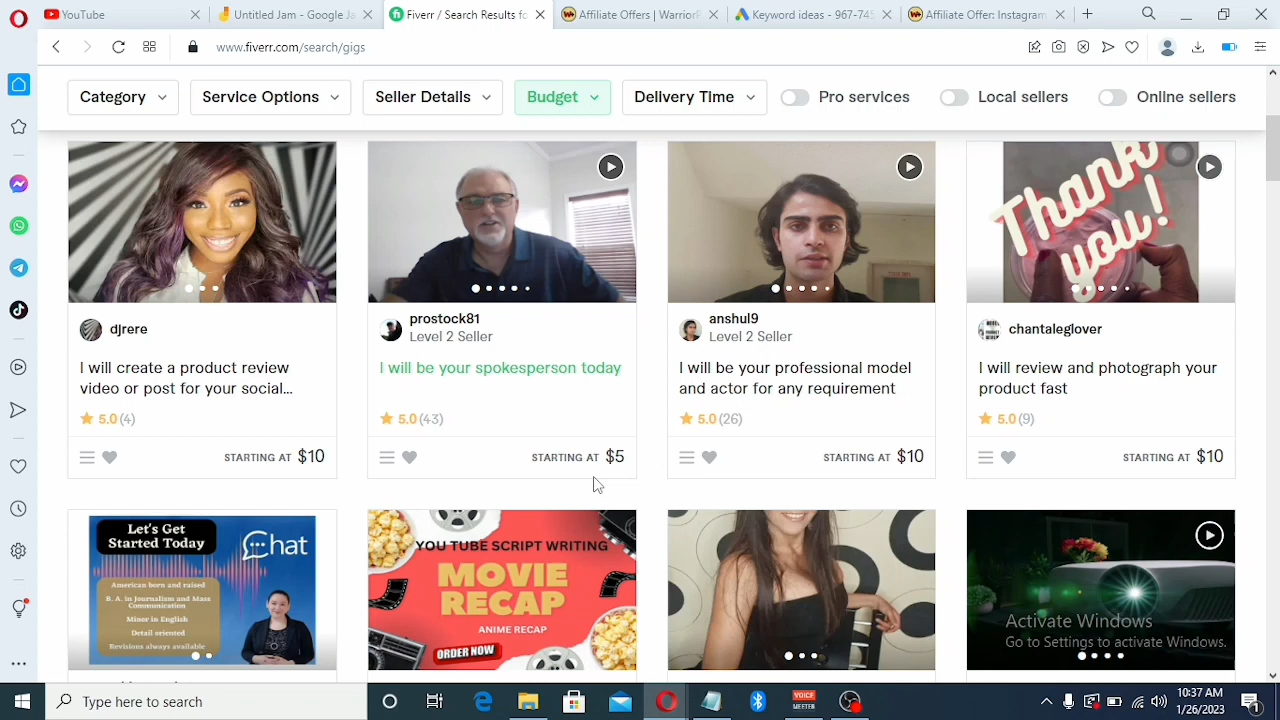 YouTube
Google Ads Certification - J
Fiverr / Search Results fo
Affiliate Offers WarriorF
Keyword ideas - 967-745
Affiliate Offer Instagram
www.fiverr.com/search/gigs
Category
Service Options
Seller Details
Budget
Delivery Time
Pro services
Local sellers
Online sellers
Thank you!
djrere
prostock81
Level 2 Seller
anshul9
Level 2 Seller
chantaleglover
I will create a product review
video or post for your social...
I will be your spokesperson today
I will be your professional model
and actor for any requirement
I will review and photograph your
product fast
5.0 (4)
5.0 (43)
5.0 (26)
5.0 (9)
STARTING AT $10
STARTING AT $5
STARTING AT $10
STARTING AT $10
Let's Get
Started Today
Chat
American born and raised
B. A. in Journalism and Mass
Communication
Minor in English
Detail oriented
Revisions always available
YOU TUBE SCRIPT WRITING
MOVIE
RECAP
ANIME RECAP
ORDER NOW
Activate Windows
Go to Settings to activate Windows.
Type here to search
VOICE
MEETER
10:37 AM
1/26/2023
1